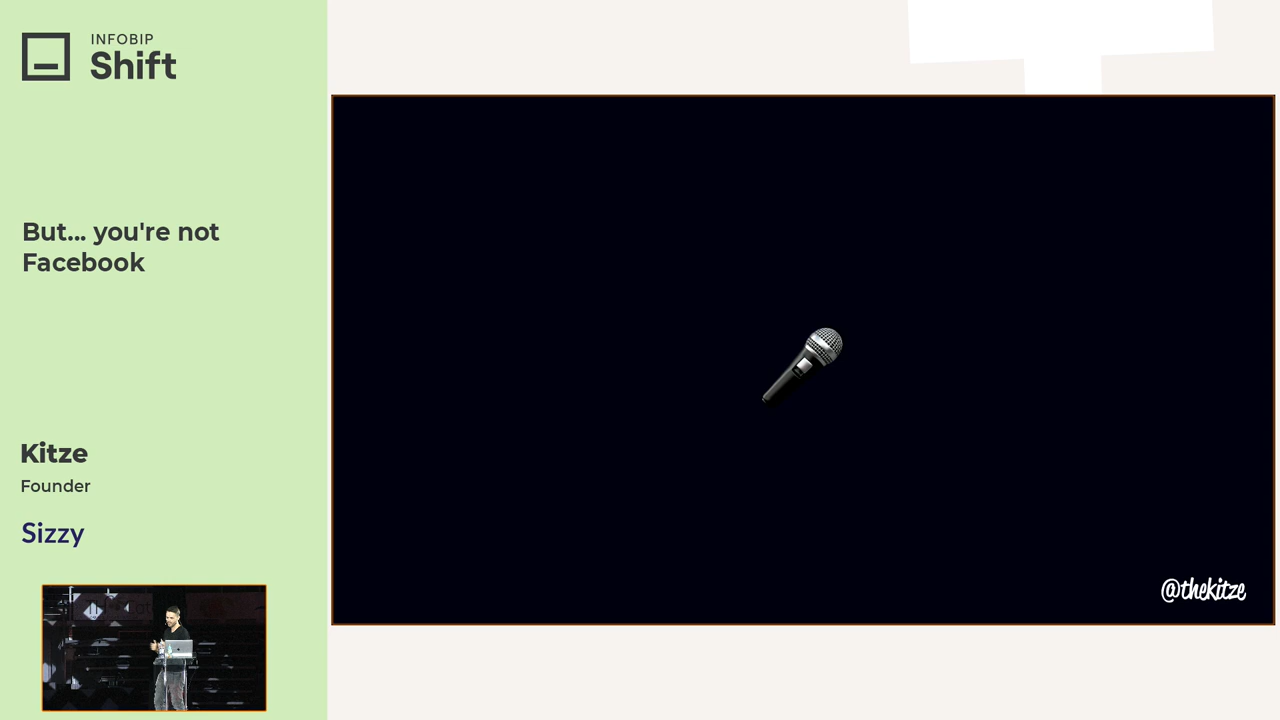 INFOBIP
Shift
But... you're not
Facebook
Kitze
Founder
Sizzy
@thekitze